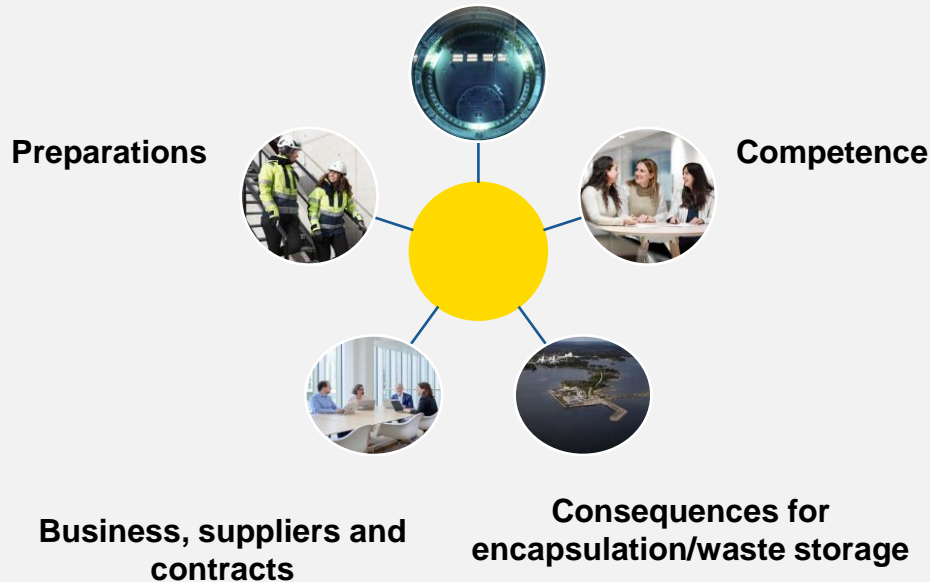 Preparations
Competence
Business, suppliers and
contracts
Consequences for
encapsulation/waste storage